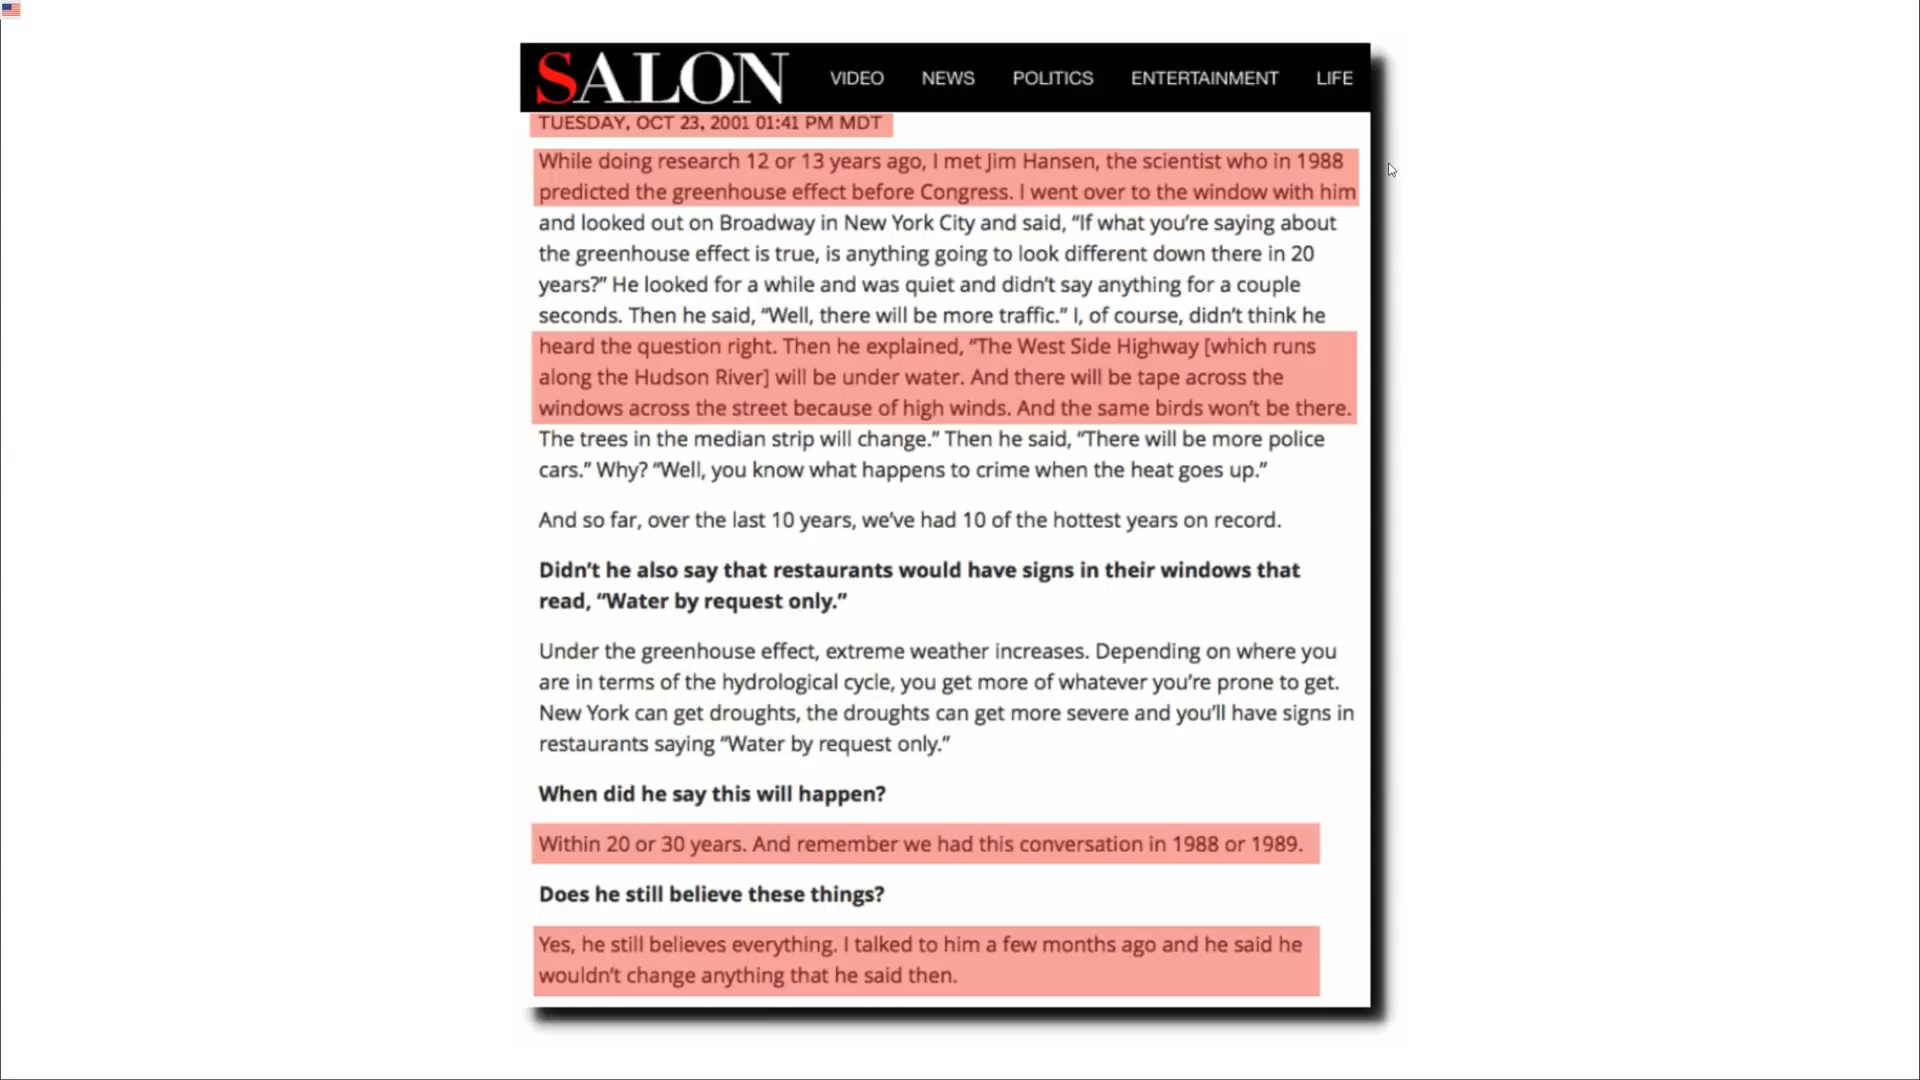 SALON VIDEO NEWS POLITICS ENTERTAINMENT LIFE
TUESDAY, OCT 23, 2001 01:41 PM MDT
While doing research 12 or 13 years ago, I met Jim Hansen, the scientist who in 1988
predicted the greenhouse effect before Congress. I went over to the window with him
and looked out on Broadway in New York City and said, “If what you’re saying about
the greenhouse effect is true, is anything going to look different down there in 20
years?” He looked for a while and was quiet and didn’t say anything for a couple
seconds. Then he said, “Well, there will be more traffic.” I, of course, didn’t think he
heard the question right. Then he explained, “The West Side Highway [which runs
along the Hudson River] will be under water. And there will be tape across the
windows across the street because of high winds. And the same birds won’t be there.
The trees in the median strip will change.” Then he said, “There will be more police
cars.” Why? “Well, you know what happens to crime when the heat goes up.”
And so far, over the last 10 years, we’ve had 10 of the hottest years on record.
Didn’t he also say that restaurants would have signs in their windows that
read, “Water by request only.”
Under the greenhouse effect, extreme weather increases. Depending on where you
are in terms of the hydrological cycle, you get more of whatever you’re prone to get.
New York can get droughts, the droughts can get more severe and you’ll have signs in
restaurants saying “Water by request only.”
When did he say this will happen?
Within 20 or 30 years. And remember we had this conversation in 1988 or 1989.
Does he still believe these things?
Yes, he still believes everything. I talked to him a few months ago and he said he
wouldn’t change anything that he said then.